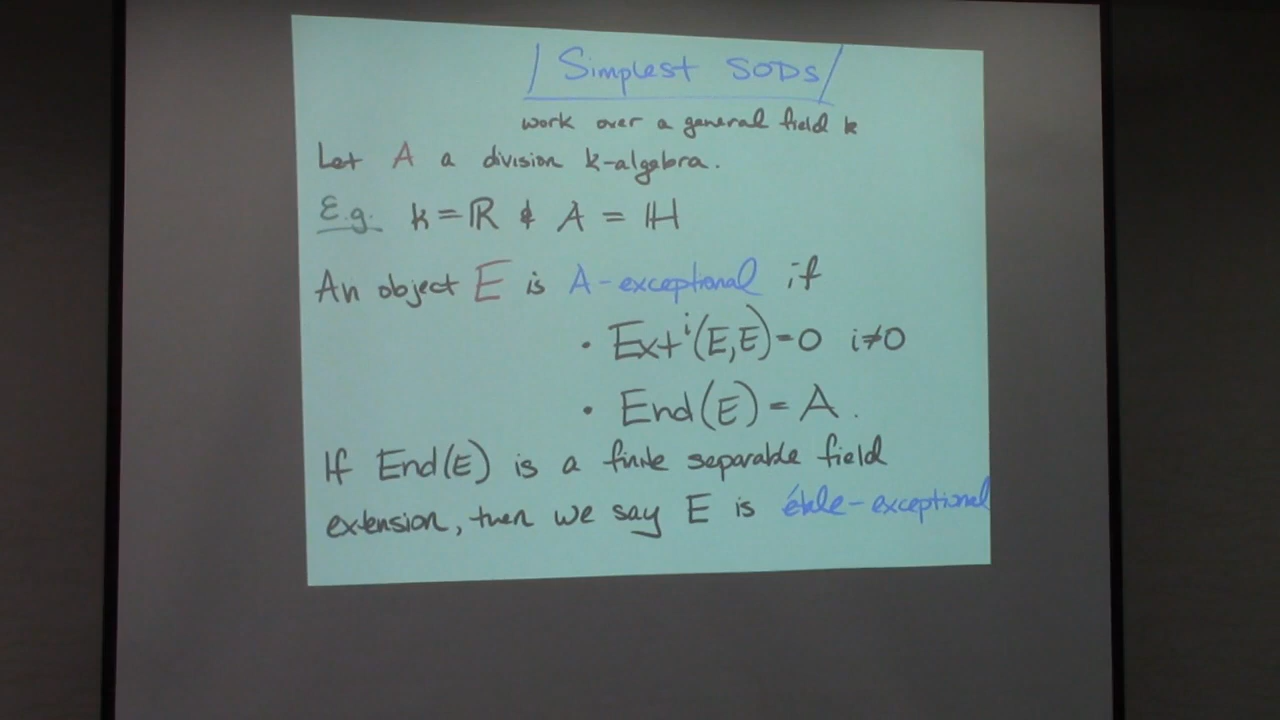 Simplest SODs
work over a general field k
Let A a division k-algebra.
E.g. k = ℝ & A = ℍ
An object E is A-exceptional if
• Extⁱ(E,E)=0 i≠0
• End(E) = A.
If End(E) is a finite separable field
extension, then we say E is étale-exceptional